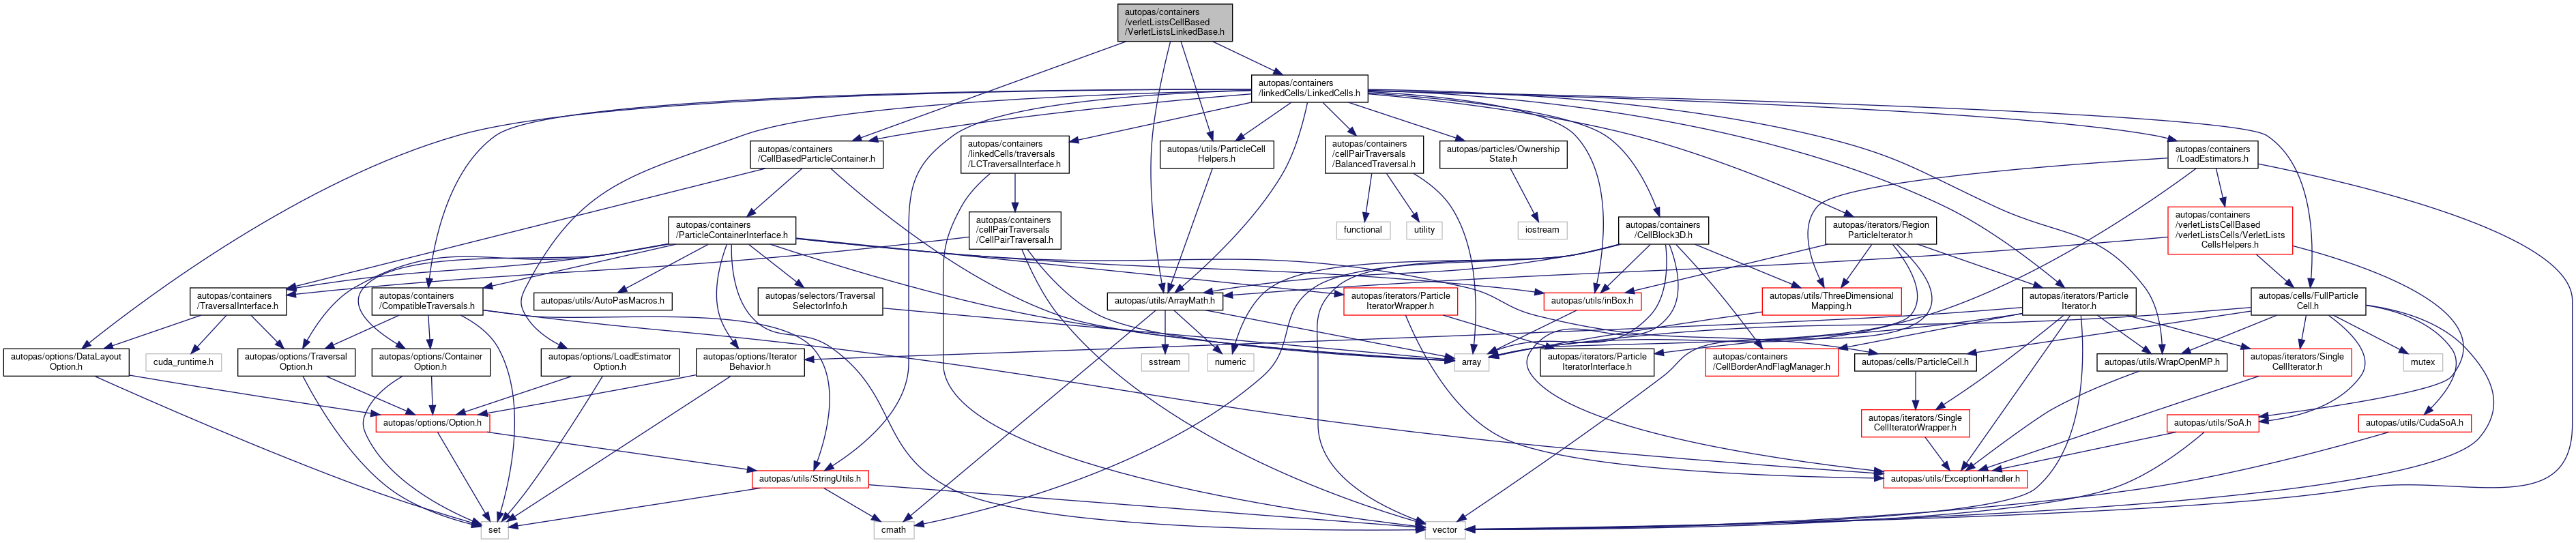 autopas/containers
/verletListsCellBased
/VerletListsLinkedBase.h
autopas/containers
/linkedCells/LinkedCells.h
autopas/containers
/CellBasedParticleContainer.h
autopas/containers
/linkedCells/traversals
/LCTraversalInterface.h
autopas/utils/ParticleCell
Helpers.h
autopas/containers
/cellPairTraversals
/BalancedTraversal.h
autopas/particles/Ownership
State.h
autopas/containers
/LoadEstimators.h
autopas/containers
/ParticleContainerInterface.h
autopas/containers
/cellPairTraversals
/CellPairTraversal.h
functional
utility
iostream
autopas/containers
/CellBlock3D.h
autopas/iterators/Region
ParticleIterator.h
autopas/containers
/verletListsCellBased
/verletListsCells/VerletLists
CellsHelpers.h
autopas/containers
/TraversalInterface.h
autopas/containers
/CompatibleTraversals.h
autopas/utils/AutoPasMacros.h
autopas/selectors/Traversal
SelectorInfo.h
autopas/utils/ArrayMath.h
autopas/iterators/Particle
IteratorWrapper.h
autopas/utils/inBox.h
autopas/utils/ThreeDimensional
Mapping.h
autopas/iterators/Particle
Iterator.h
autopas/cells/FullParticle
Cell.h
autopas/options/DataLayout
Option.h
cuda_runtime.h
autopas/options/Traversal
Option.h
autopas/options/Container
Option.h
autopas/options/LoadEstimator
Option.h
autopas/options/Iterator
Behavior.h
sstream
numeric
array
autopas/iterators/Particle
IteratorInterface.h
autopas/containers
/CellBorderAndFlagManager.h
autopas/cells/ParticleCell.h
autopas/utils/WrapOpenMP.h
autopas/iterators/Single
CellIterator.h
mutex
autopas/options/Option.h
autopas/iterators/Single
CellIteratorWrapper.h
autopas/utils/SoA.h
autopas/utils/CudaSoA.h
autopas/utils/StringUtils.h
autopas/utils/ExceptionHandler.h
set
cmath
vector